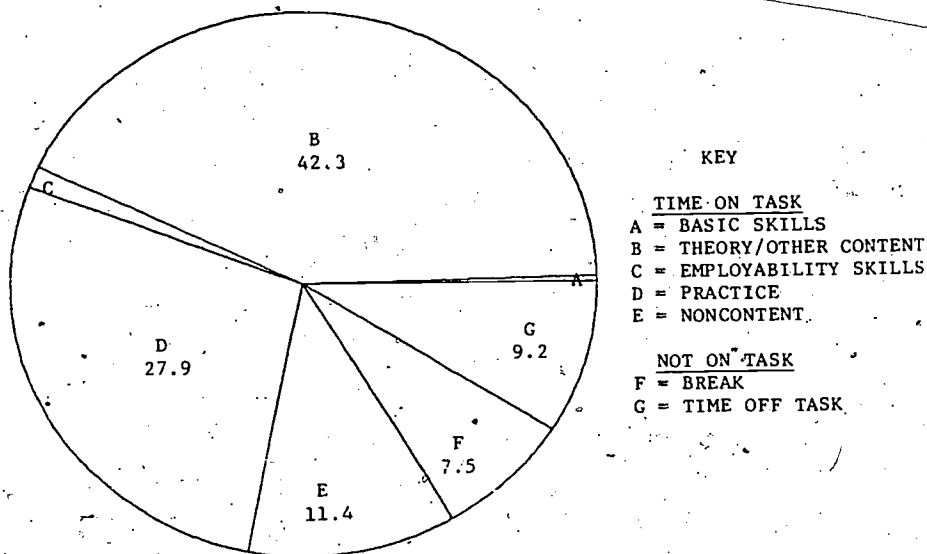 B
42.3
C
A
G
9.2
D
27.9
F
7.5
E
11.4
KEY
TIME ON TASK
A = BASIC SKILLS
B = THEORY/OTHER CONTENT
C = EMPLOYABILITY SKILLS
D = PRACTICE
E = NONCONTENT
NOT ON TASK
F = BREAK
G = TIME OFF TASK